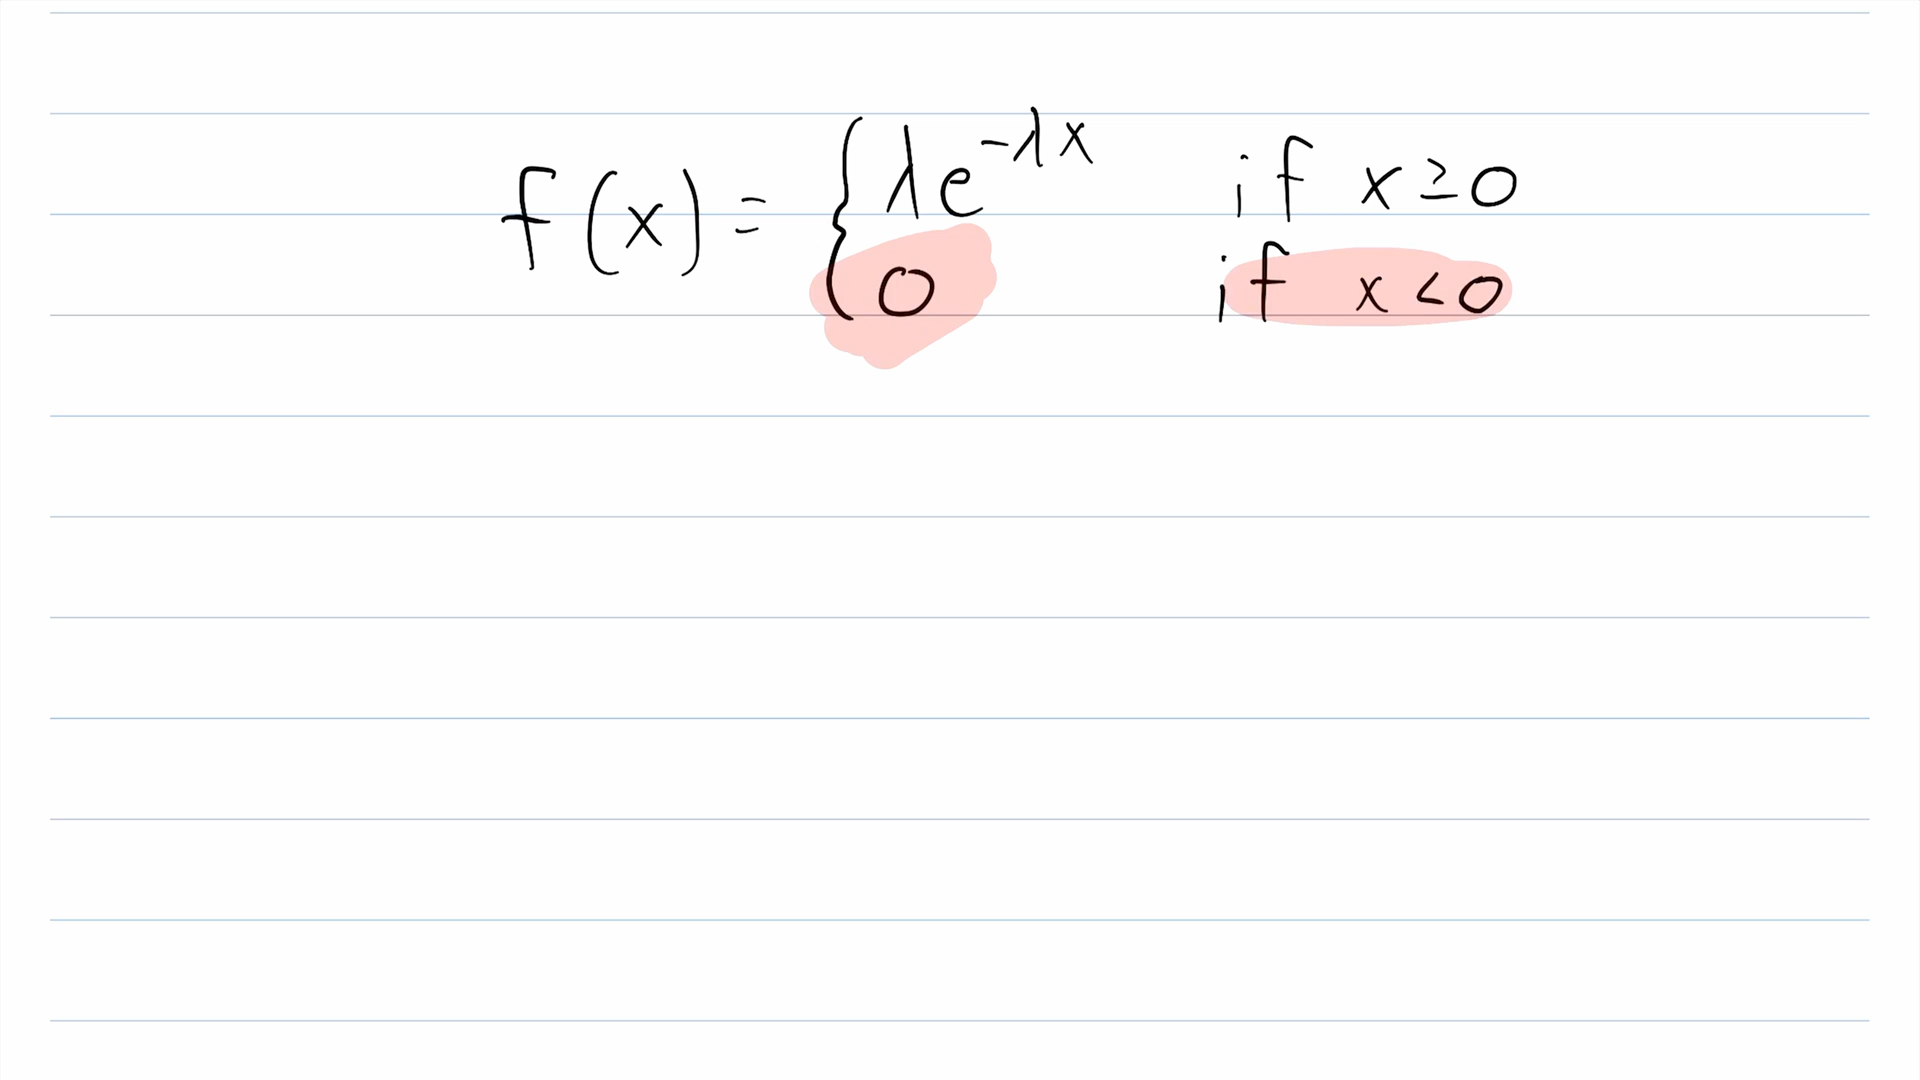 f(x) = { λe^{-λx} if x ≥ 0
0 if x < 0